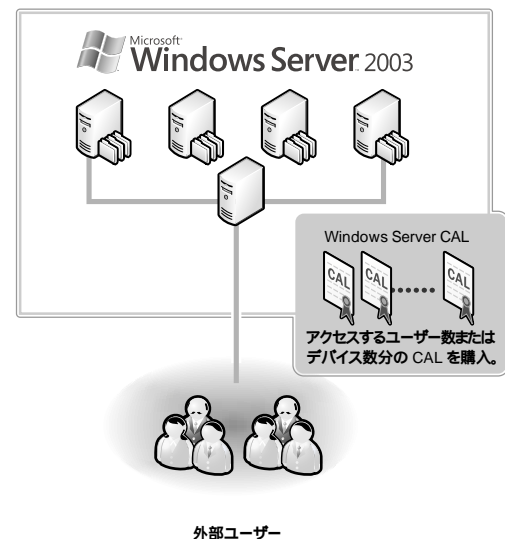 Microsoft
Windows Server 2003
Windows Server CAL
CAL CAL CAL
アクセスするユーザー数または
デバイス数分の CAL を購入。
外部ユーザー